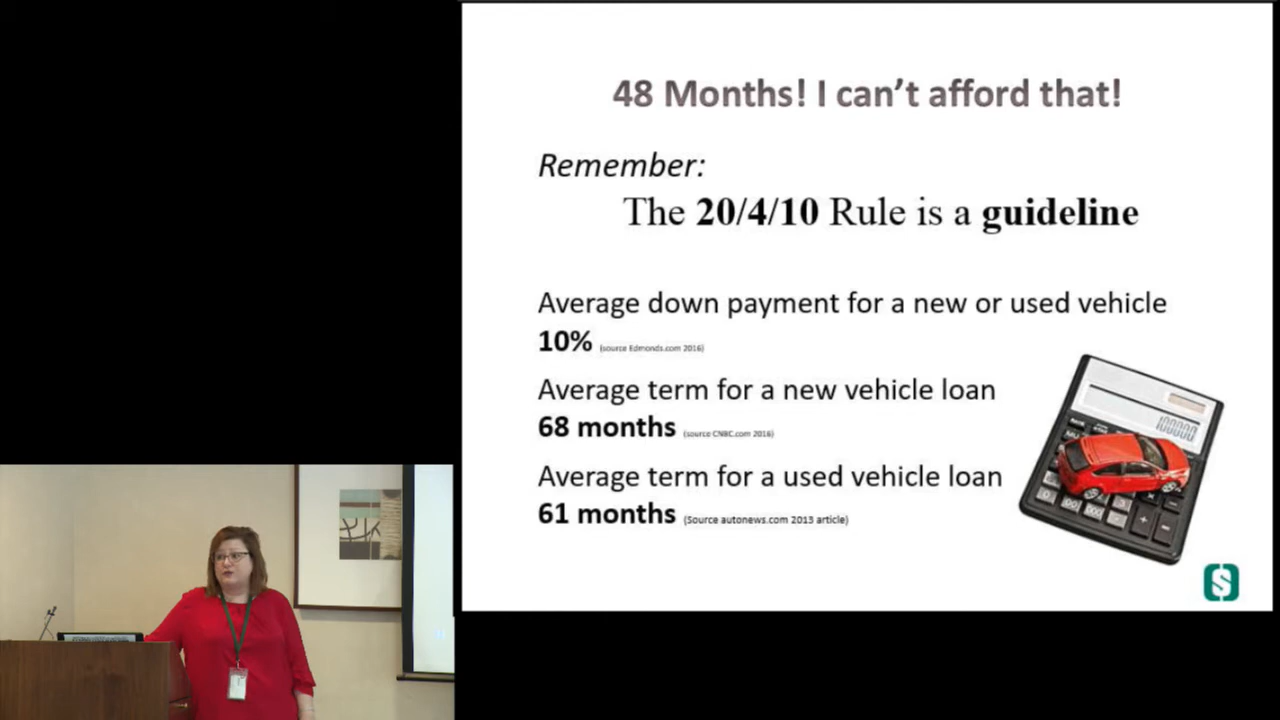 48 Months! I can't afford that!
Remember:
The 20/4/10 Rule is a guideline
Average down payment for a new or used vehicle
10% (source Edmonds.com 2016)
Average term for a new vehicle loan
68 months (source CNBC.com 2016)
Average term for a used vehicle loan
61 months (Source autonews.com 2013 article)
100000
$